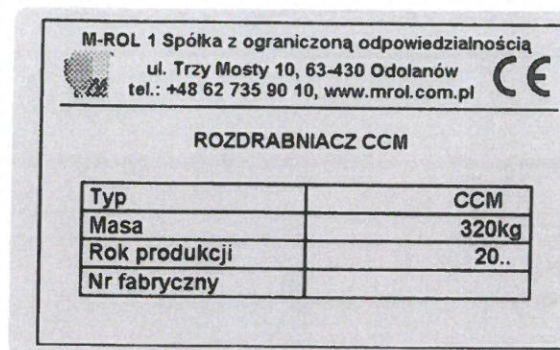 M-ROL 1 Spółka z ograniczoną odpowiedzialnością
ul. Trzy Mosty 10, 63-430 Odolanów
tel.: +48 62 735 90 10, www.mrol.com.pl
CE
ROZDRABNIACZ CCM
Typ CCM
Masa 320kg
Rok produkcji 20..
Nr fabryczny